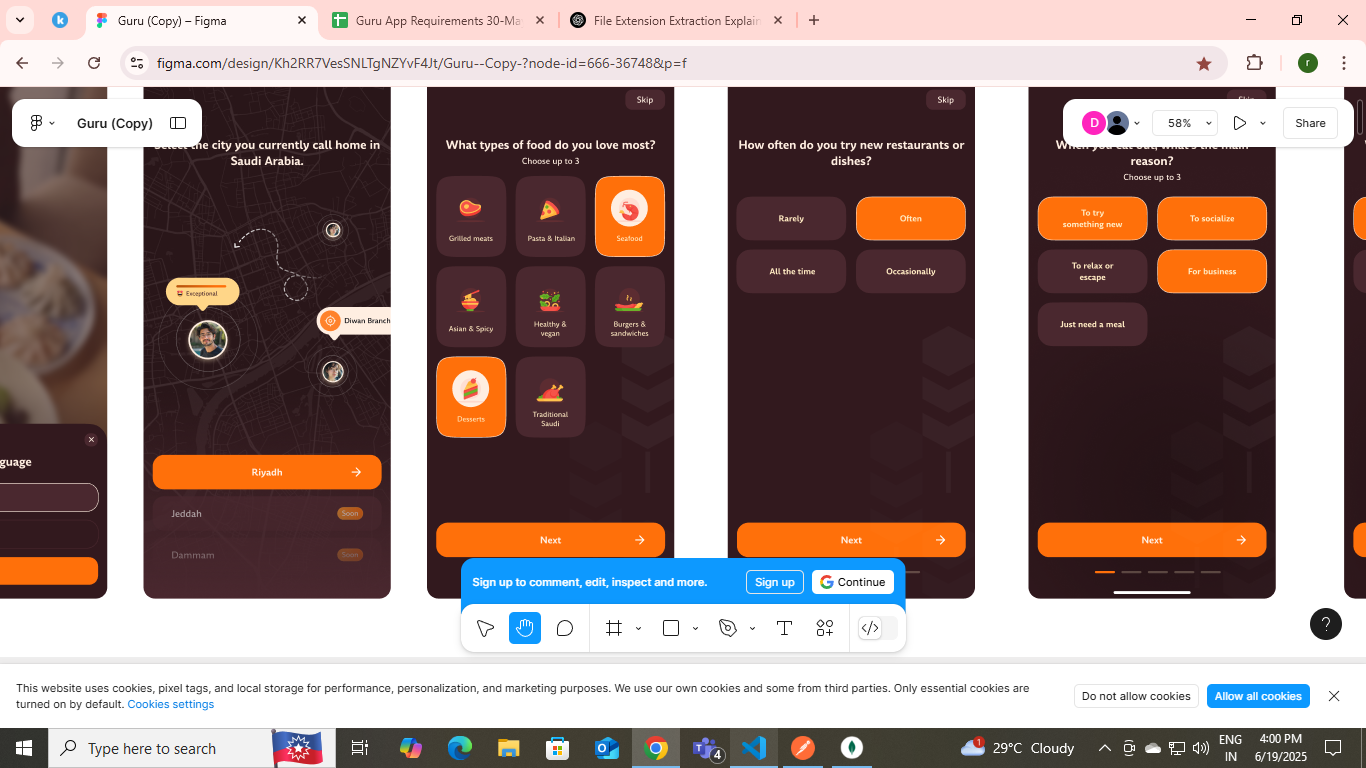 Guru (Copy) – Figma
Guru App Requirements 30-Ma
File Extension Extraction Explain
figma.com/design/Kh2RR7VesSNLTgNZYvF4Jt/Guru--Copy-?node-id=666-36748&p=f
r
Guru (Copy)
D
58%
Share
Select the city you currently call home in
Saudi Arabia.
Exceptional
Diwan Branch
Riyadh
Jeddah
Soon
Dammam
Soon
guage
Skip
What types of food do you love most?
Choose up to 3
Grilled meats
Pasta & Italian
Seafood
Asian & Spicy
Healthy &
vegan
Burgers &
sandwiches
Desserts
Traditional
Saudi
Next
Skip
How often do you try new restaurants or
dishes?
Rarely
Often
All the time
Occasionally
Next
Skip
When you eat out, what's the main
reason?
Choose up to 3
To try
something new
To socialize
To relax or
escape
For business
Just need a meal
Next
Sign up to comment, edit, inspect and more.
Sign up
Continue
?
This website uses cookies, pixel tags, and local storage for performance, personalization, and marketing purposes. We use our own cookies and some from third parties. Only essential cookies are
turned on by default. Cookies settings
Do not allow cookies
Allow all cookies
Type here to search
4
1
29°C Cloudy
ENG
IN
4:00 PM
6/19/2025